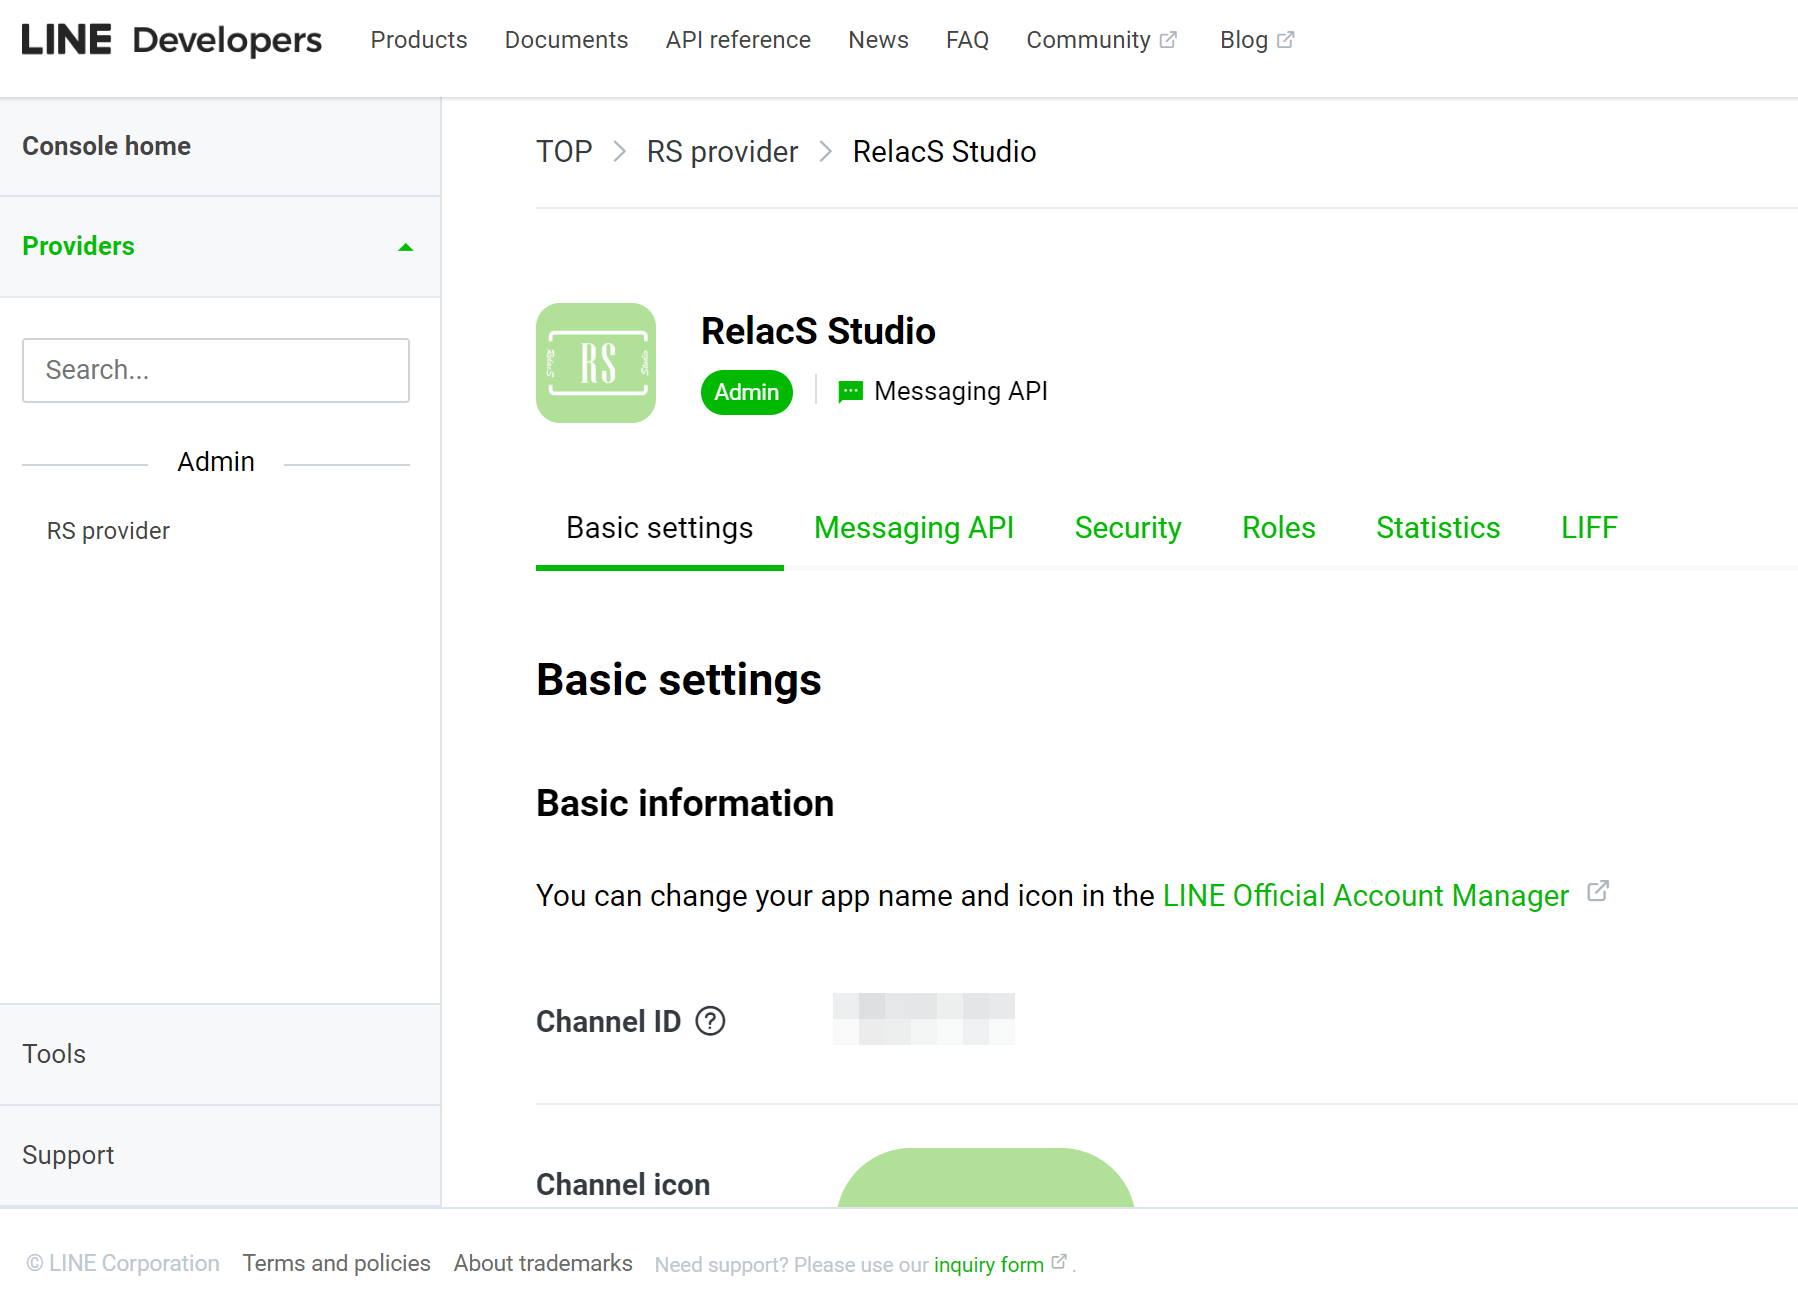 LINE Developers Products Documents API reference News FAQ Community Blog
Console home
Providers
Search...
Admin
RS provider
Tools
Support
TOP RS provider RelacS Studio
RS
RelacS Studio
Admin Messaging API
Basic settings Messaging API Security Roles Statistics LIFF
Basic settings
Basic information
You can change your app name and icon in the LINE Official Account Manager
Channel ID ?
Channel icon
© LINE Corporation Terms and policies About trademarks Need support? Please use our inquiry form .